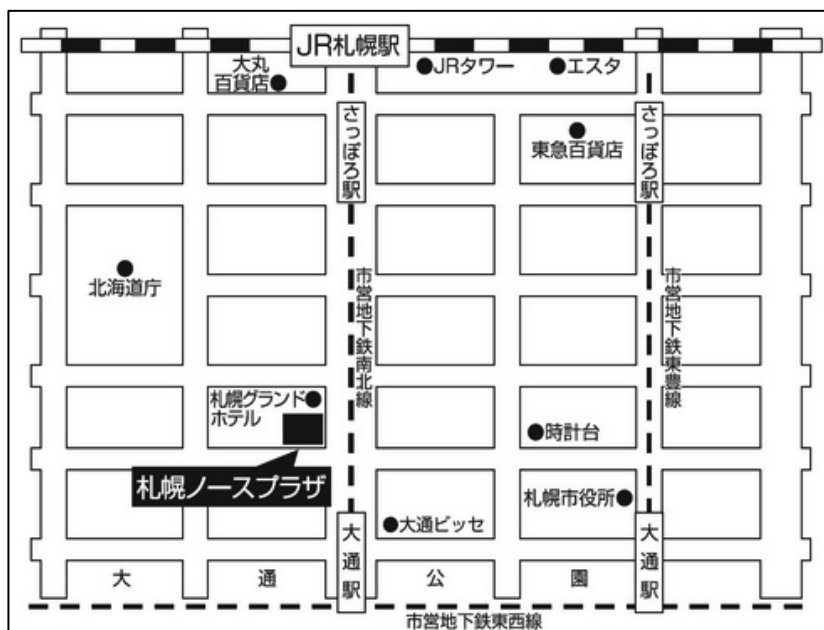 JR札幌駅
大丸
百貨店
JRタワー
エスタ
さっぽろ駅
さっぽろ駅
東急百貨店
北海道庁
市営地下鉄南北線
市営地下鉄東豊線
札幌グランド
ホテル
時計台
札幌ノースプラザ
札幌市役所
大通ビッセ
大通駅
大通駅
大通公園
市営地下鉄東西線